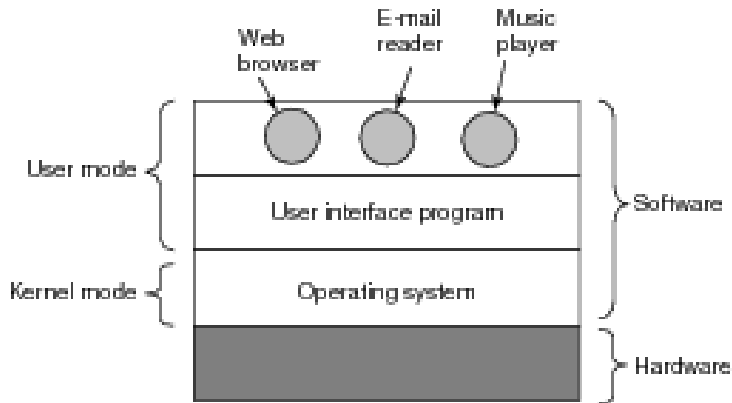 Web
browser
E-mail
reader
Music
player
User mode
User interface program
Software
Kernel mode
Operating system
Hardware